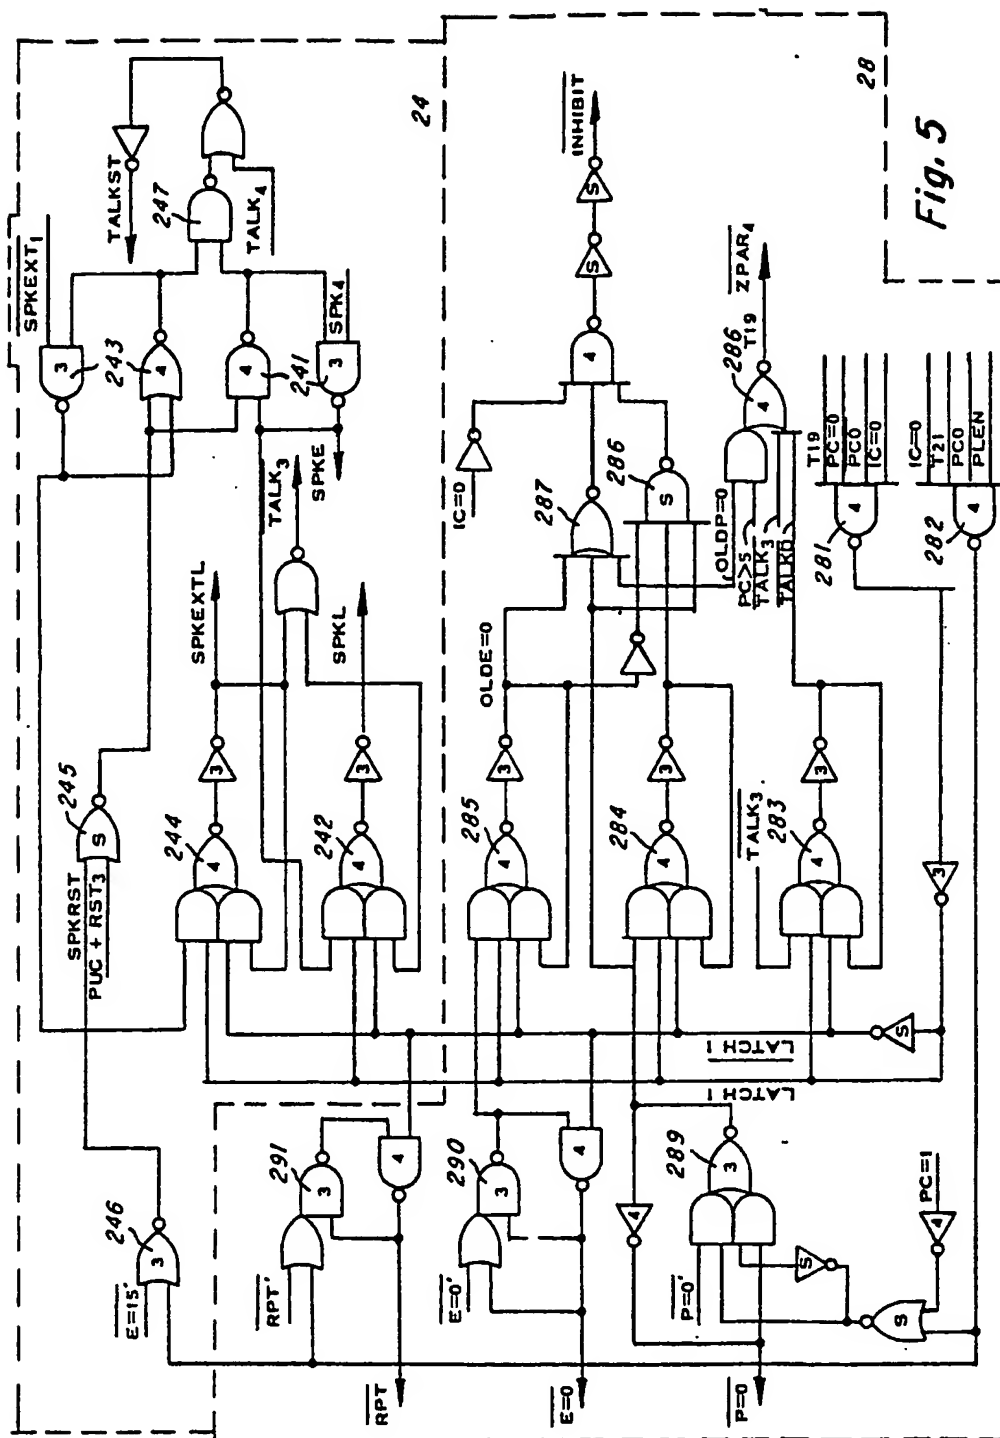 SPKEXT1
TALKST
247
TALK4
24
28
Fig. 5
3
243
4
4
241
3
SPK4
INHIBIT
S
S
ZPAR4
TALK3
SPKE
IC=0
4
286
T19
286
4
245
S
SPKRST
PUC + RST3
SPKEXTL
SPKL
287
S
OLDP=0
PC>5
TALK3
TALKD
T19
PC=0
PC0
IC=0
4
281
IC=0
T21
PC0
PLEN
4
282
OLDE=0
3
3
3
3
3
244
4
242
4
285
4
284
4
TALK3
283
4
3
LATCH 1
LATCH 1
S
246
3
E=15'
291
3
4
RPT'
RPT
290
3
4
E=0'
E=0
4
289
3
P=0'
P=0
S
S
4
PC=1